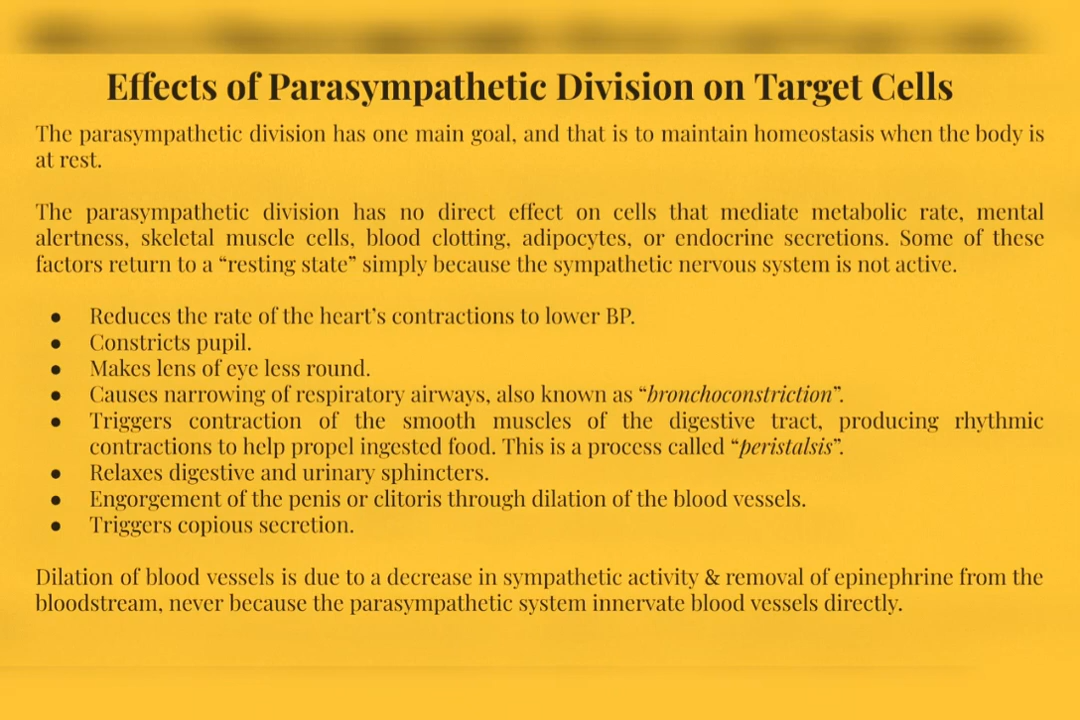 Effects of Parasympathetic Division on Target Cells
The parasympathetic division has one main goal, and that is to maintain homeostasis when the body is
at rest.
The parasympathetic division has no direct effect on cells that mediate metabolic rate, mental
alertness, skeletal muscle cells, blood clotting, adipocytes, or endocrine secretions. Some of these
factors return to a “resting state” simply because the sympathetic nervous system is not active.
● Reduces the rate of the heart’s contractions to lower BP.
● Constricts pupil.
● Makes lens of eye less round.
● Causes narrowing of respiratory airways, also known as “bronchoconstriction”.
● Triggers contraction of the smooth muscles of the digestive tract, producing rhythmic
contractions to help propel ingested food. This is a process called “peristalsis”.
● Relaxes digestive and urinary sphincters.
● Engorgement of the penis or clitoris through dilation of the blood vessels.
● Triggers copious secretion.
Dilation of blood vessels is due to a decrease in sympathetic activity & removal of epinephrine from the
bloodstream, never because the parasympathetic system innervate blood vessels directly.